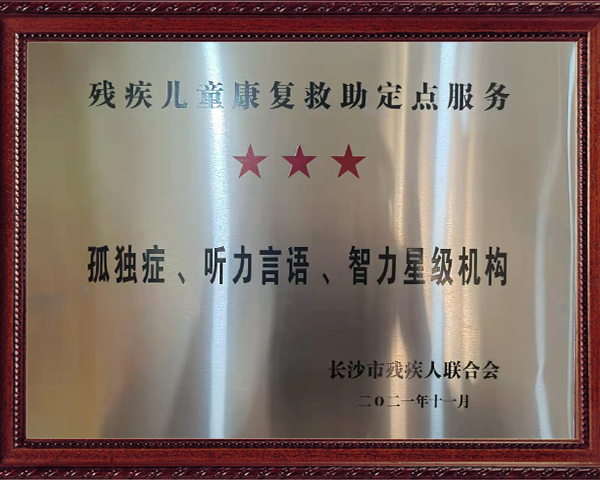 残疾儿童康复救助定点服务
孤独症、听力言语、智力星级机构
长沙市残疾人联合会
二〇二一年十一月